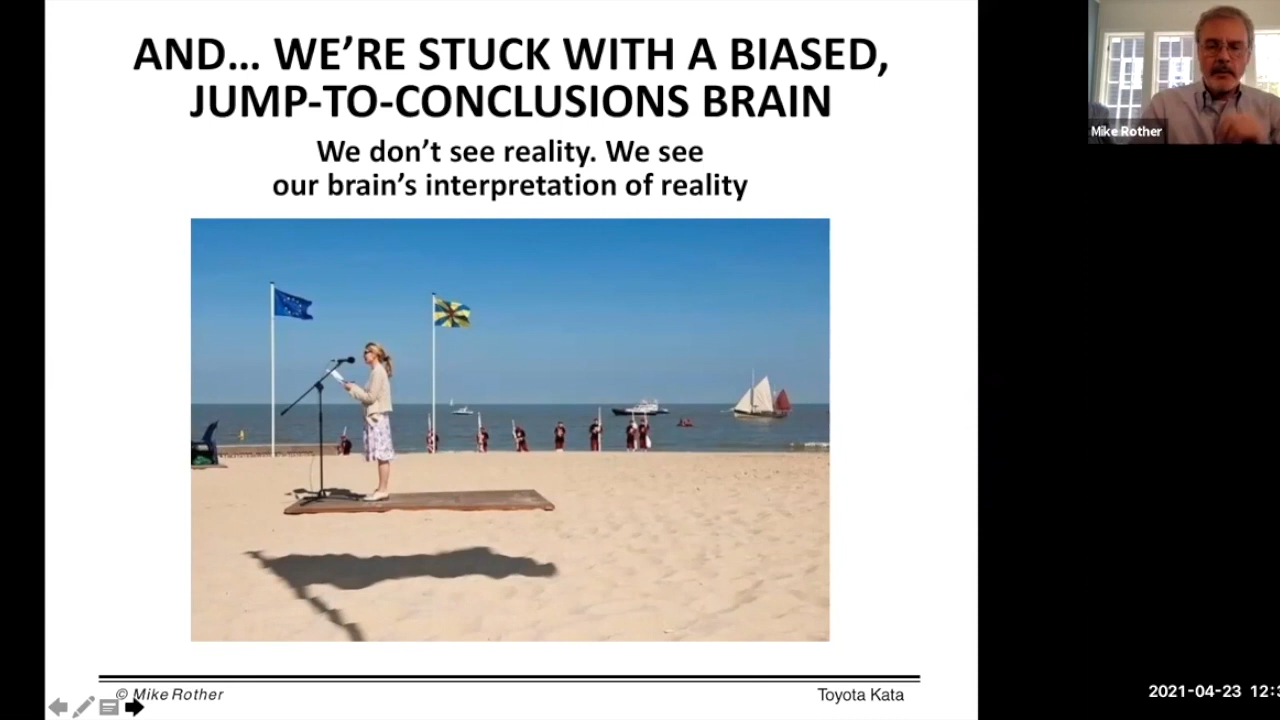 AND... WE’RE STUCK WITH A BIASED,
JUMP-TO-CONCLUSIONS BRAIN
We don’t see reality. We see
our brain’s interpretation of reality
Mike Rother
© Mike Rother
Toyota Kata
2021-04-23